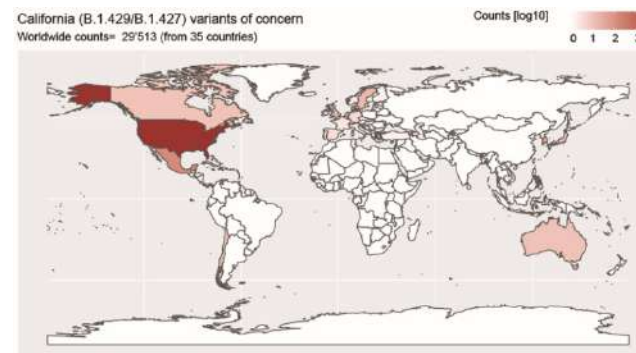 California (B.1.429/B.1.427) variants of concern
Worldwide counts= 29'513 (from 35 countries)
Counts [log10]
0 1 2 3